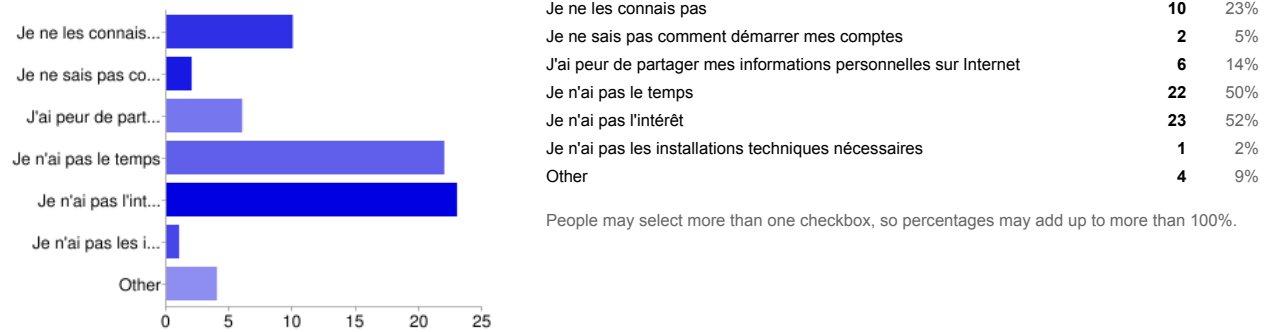 Je ne les connais...
Je ne sais pas co...
J'ai peur de part...
Je n'ai pas le temps
Je n'ai pas l'int...
Je n'ai pas les i...
Other
0 5 10 15 20 25
Je ne les connais pas 10 23%
Je ne sais pas comment démarrer mes comptes 2 5%
J'ai peur de partager mes informations personnelles sur Internet 6 14%
Je n'ai pas le temps 22 50%
Je n'ai pas l'intérêt 23 52%
Je n'ai pas les installations techniques nécessaires 1 2%
Other 4 9%
People may select more than one checkbox, so percentages may add up to more than 100%.